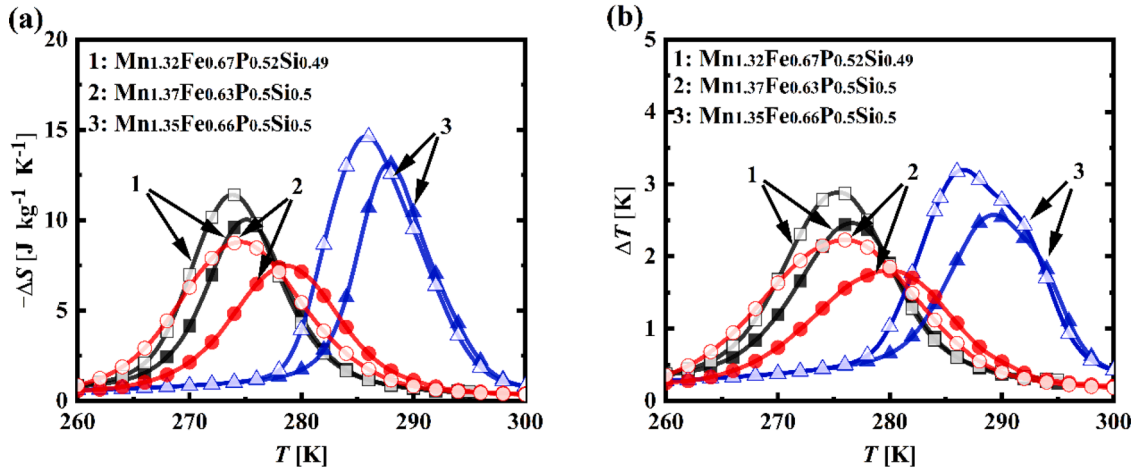 (a)
1: Mn1.32Fe0.67P0.52Si0.49
2: Mn1.37Fe0.63P0.5Si0.5
3: Mn1.35Fe0.66P0.5Si0.5
20
15
10
5
0
260 270 280 290 300
−ΔS [J kg-1 K-1]
T [K]
1
2
3
(b)
1: Mn1.32Fe0.67P0.52Si0.49
2: Mn1.37Fe0.63P0.5Si0.5
3: Mn1.35Fe0.66P0.5Si0.5
5
4
3
2
1
0
260 270 280 290 300
ΔT [K]
T [K]
1
2
3